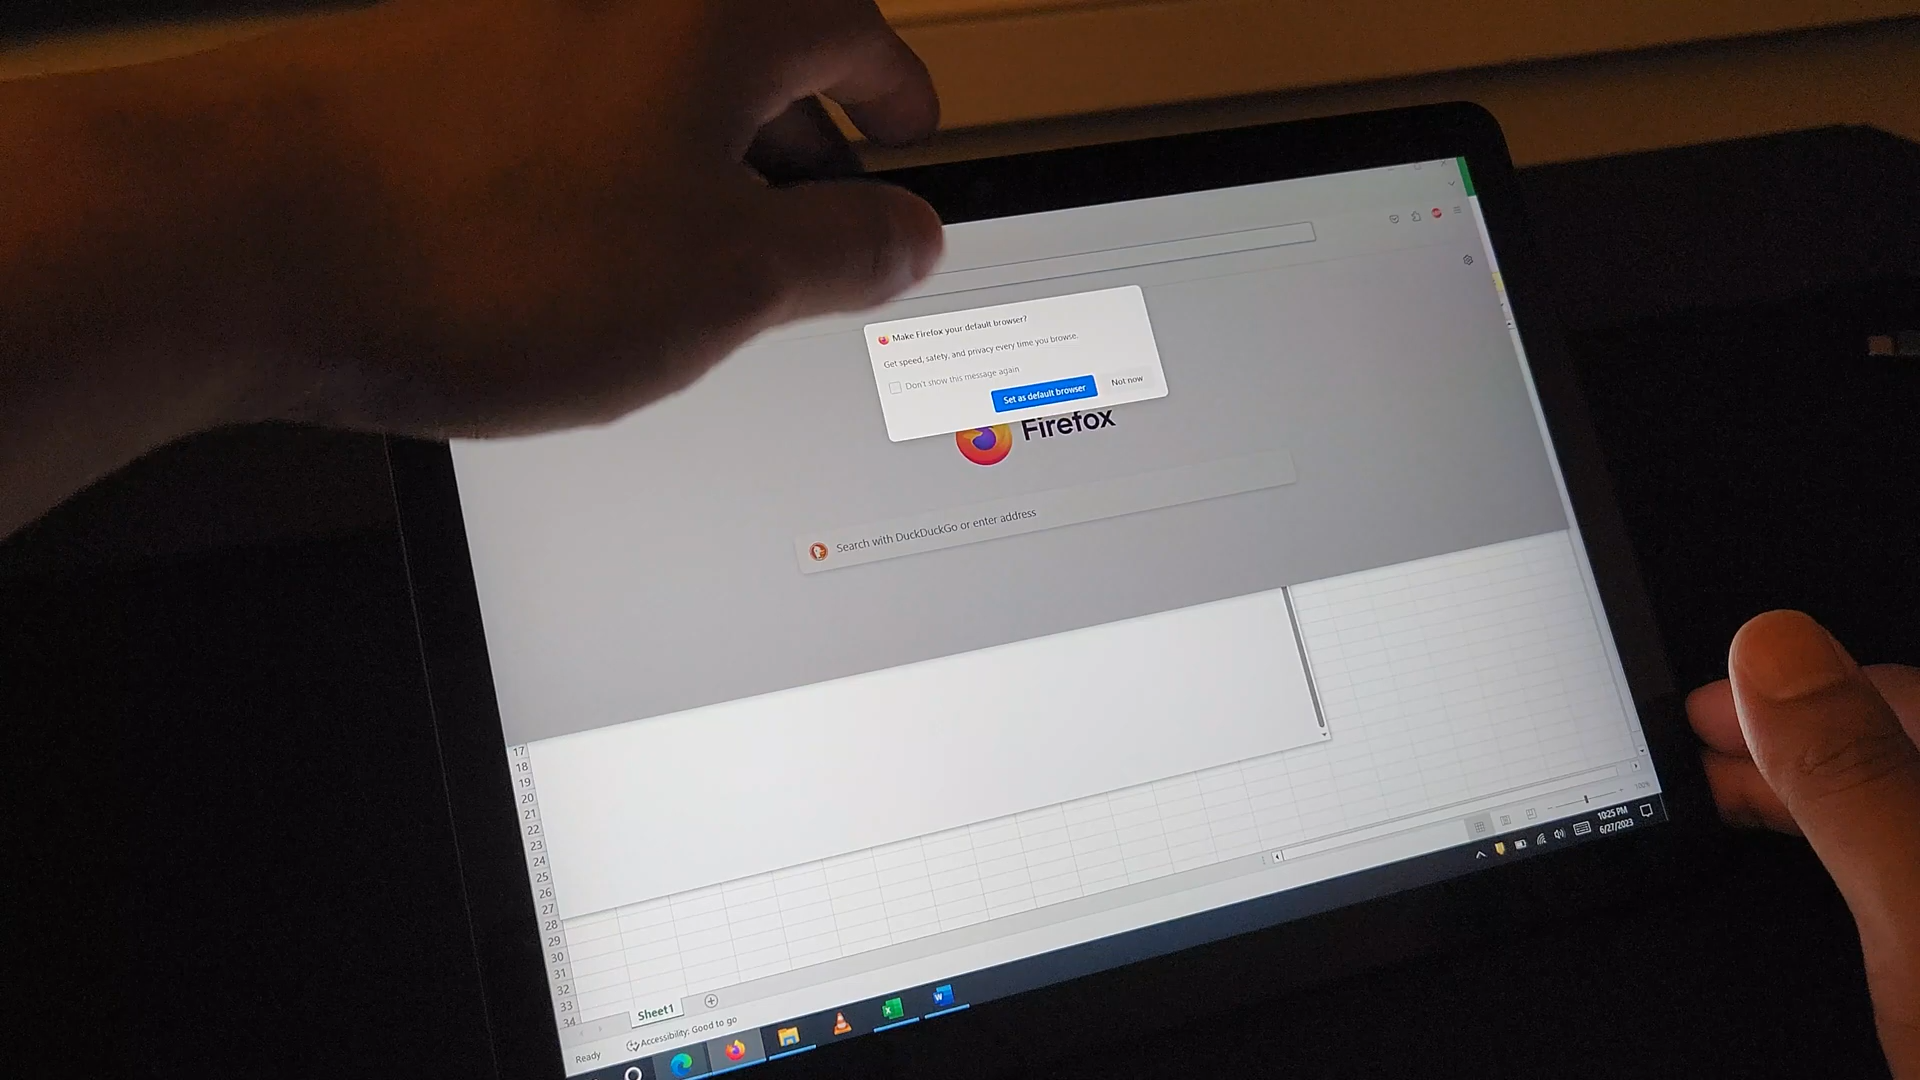 Make Firefox your default browser?
Get speed, safety, and privacy every time you browse.
Don't show this message again
Set as default browser
Not now
Firefox
Search with DuckDuckGo or enter address
17
18
19
20
21
22
23
24
25
26
27
28
29
30
31
32
33
34
Sheet1
Ready
Accessibility: Good to go
100%
10:25 PM
6/27/2023